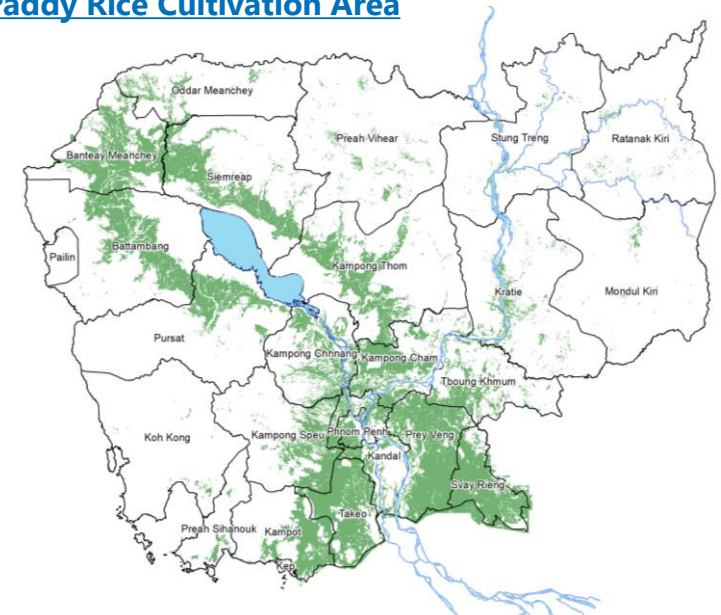 Paddy Rice Cultivation Area
Oddar Meanchey
Preah Vihear
Stung Treng
Ratanak Kiri
Banteay Meanchey
Siemreap
Battambang
Pailin
Kampong Thom
Kratie
Mondul Kiri
Pursat
Kampong Chhnang
Kampong Cham
Tboung Khmum
Koh Kong
Kampong Speu
Phnom Penh
Prey Veng
Kandal
Svay Rieng
Takeo
Preah Sihanouk
Kampot
Kep